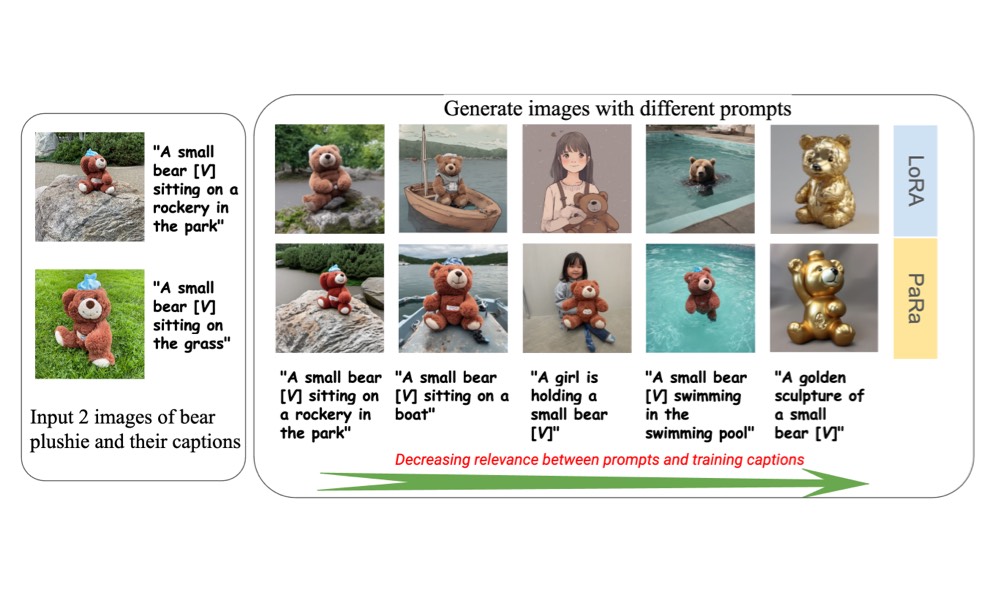 "A small
bear [V]
sitting on a
rockery in
the park"
"A small
bear [V]
sitting on
the grass"
Input 2 images of bear
plushie and their captions
Generate images with different prompts
LoRA
PaRa
"A small bear
[V] sitting on
a rockery in
the park"
"A small bear
[V] sitting on a
boat"
"A girl is
holding a
small bear
[V]"
"A small bear
[V] swimming
in the
swimming pool"
"A golden
sculpture of
a small
bear [V]"
Decreasing relevance between prompts and training captions